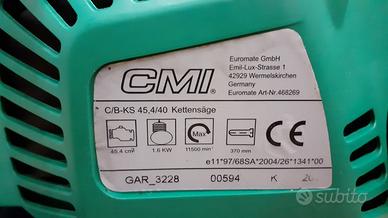 CMI®
Euromate GmbH
Emil-Lux-Strasse 1
42929 Wermelskirchen
Germany
Euromate Art-Nr.468269
C/B-KS 45,4/40 Kettensäge
Max
45.4 cm³
1.6 KW
11500 min⁻¹
370 mm
CE
e11*97/68SA*2004/26*1341*00
GAR_3228
00594
K
20
subito